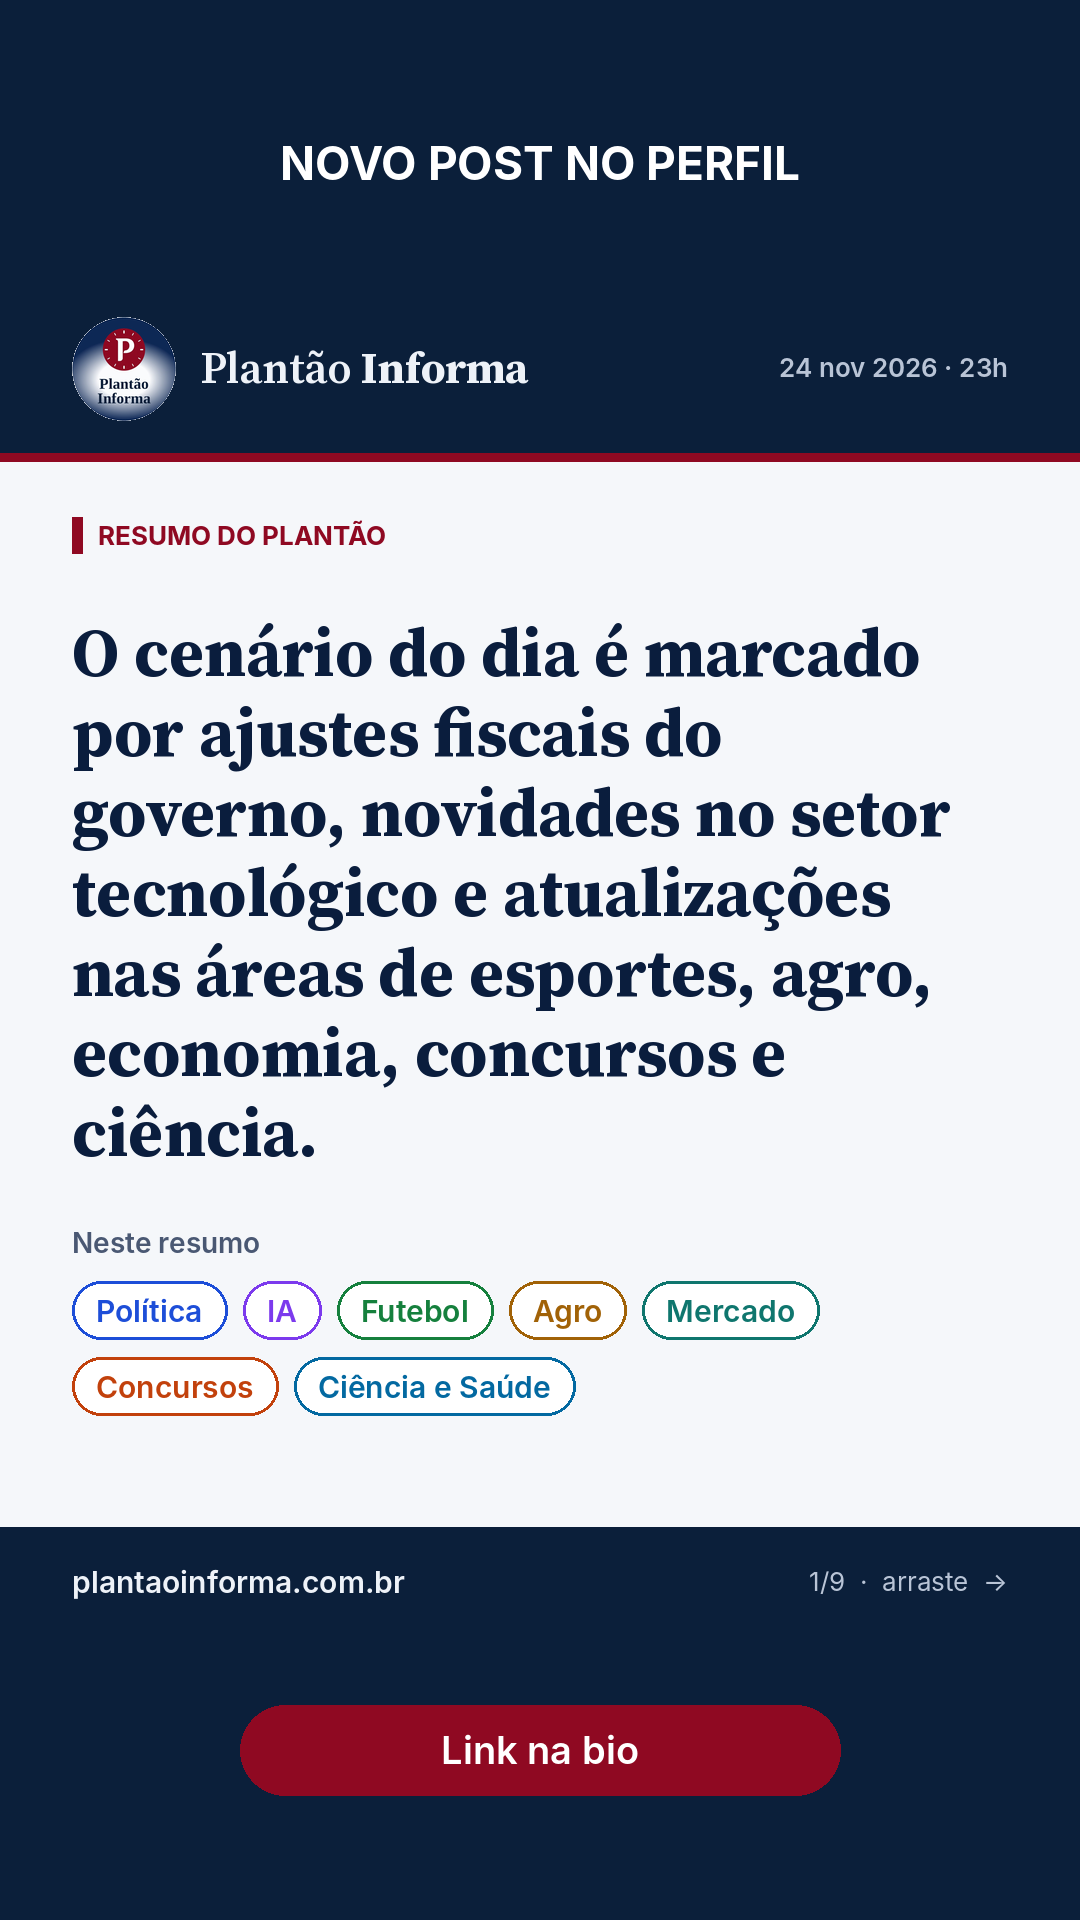 NOVO POST NO PERFIL
P
Plantão
Informa
Plantão Informa
24 nov 2026 · 23h
RESUMO DO PLANTÃO
O cenário do dia é marcado
por ajustes fiscais do
governo, novidades no setor
tecnológico e atualizações
nas áreas de esportes, agro,
economia, concursos e
ciência.
Neste resumo
Política IA Futebol Agro Mercado
Concursos Ciência e Saúde
plantaoinforma.com.br
1/9 · arraste →
Link na bio